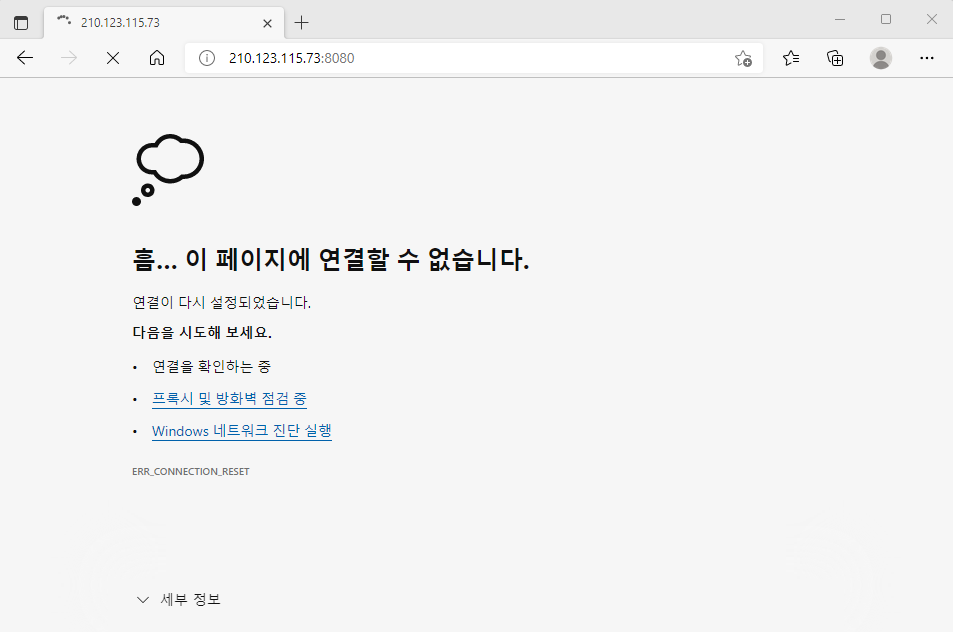 210.123.115.73
210.123.115.73:8080
흠... 이 페이지에 연결할 수 없습니다.
연결이 다시 설정되었습니다.
다음을 시도해 보세요.
• 연결을 확인하는 중
• 프록시 및 방화벽 점검 중
• Windows 네트워크 진단 실행
ERR_CONNECTION_RESET
세부 정보